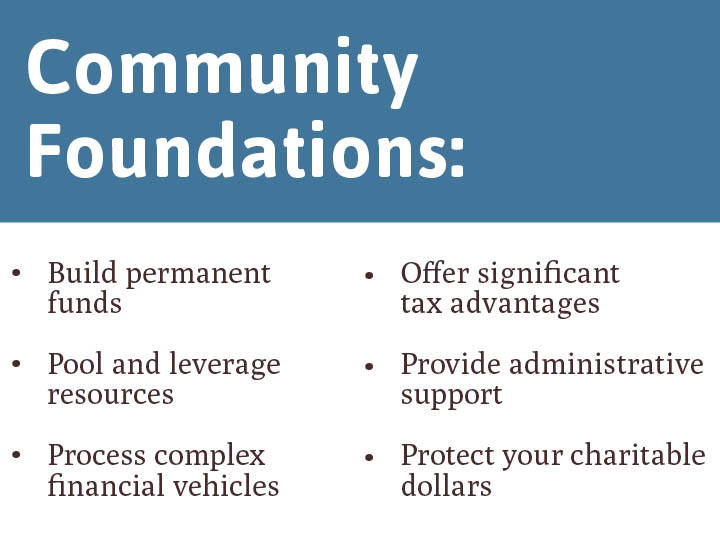 Community
Foundations:
• Build permanent
funds
• Pool and leverage
resources
• Process complex
financial vehicles
• Offer significant
tax advantages
• Provide administrative
support
• Protect your charitable
dollars